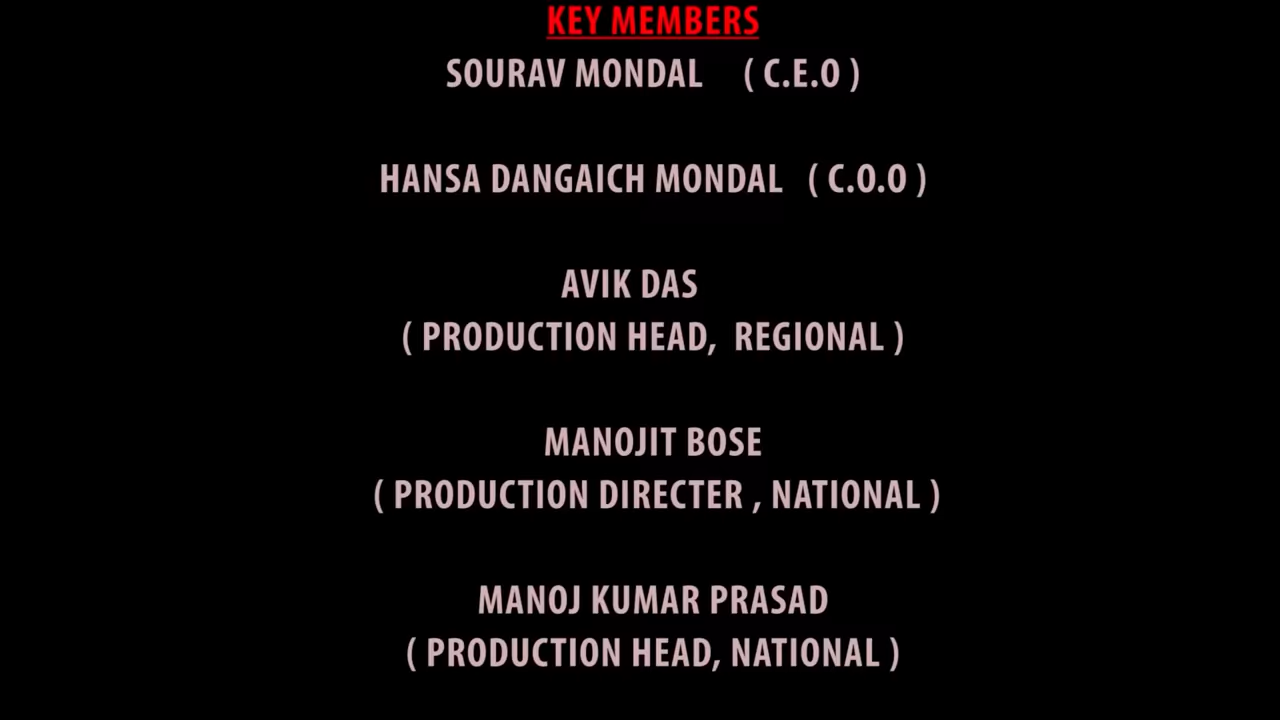 KEY MEMBERS
SOURAV MONDAL ( C.E.O )
HANSA DANGAICH MONDAL ( C.O.O )
AVIK DAS
( PRODUCTION HEAD, REGIONAL )
MANOJIT BOSE
( PRODUCTION DIRECTER , NATIONAL )
MANOJ KUMAR PRASAD
( PRODUCTION HEAD, NATIONAL )